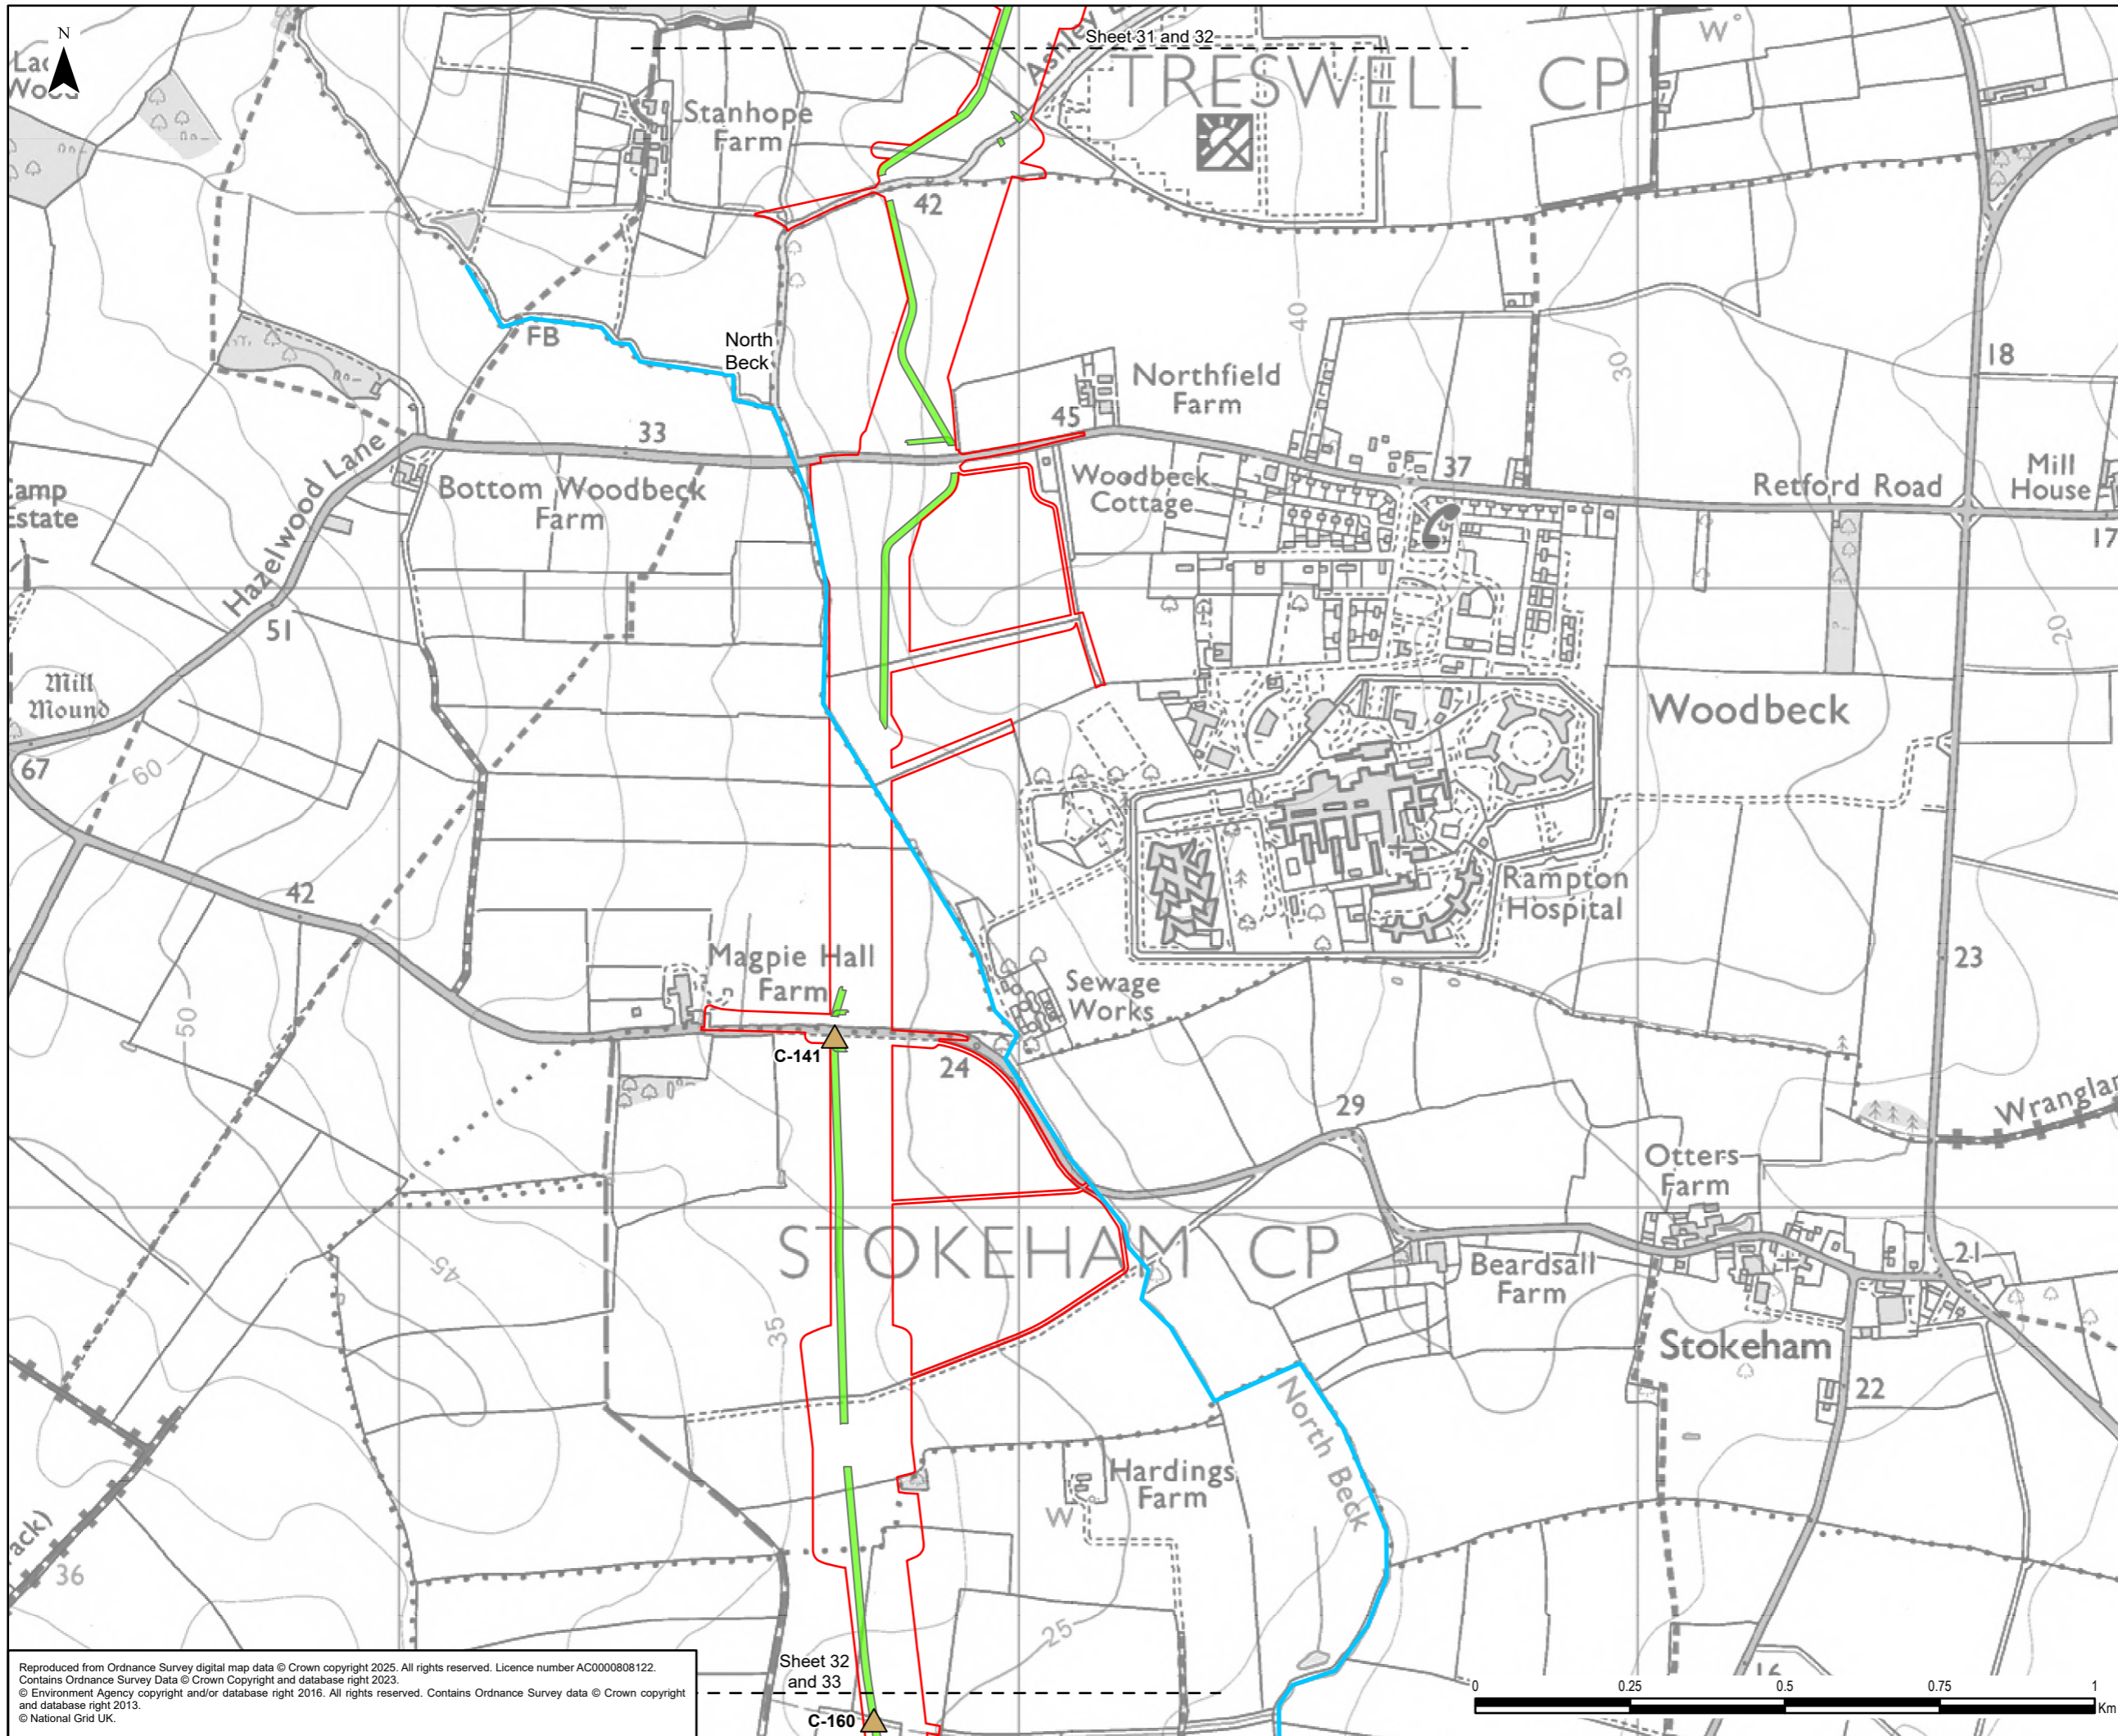 N
Sheet 31 and 32
TRESWELL CP
W
Wood
Stanhope
Farm
42
FB
North
Beck
40
30
18
Northfield
Farm
45
33
Hazelwood Lane
Bottom Woodbeck
Farm
Woodbeck
Cottage
37
Retford Road
Mill
House
17
51
20
Mill
Mound
67
60
Woodbeck
42
Rampton
Hospital
Magpie Hall
Farm
Sewage
Works
23
50
C-141
24
29
Otters
Farm
STOKEHAM CP
Beardsall
Farm
21
45
35
Stokeham
22
North Beck
Hardings
Farm
W
36
25
16
Sheet 32
and 33
C-160
Reproduced from Ordnance Survey digital map data © Crown copyright 2025. All rights reserved. Licence number AC0000808122.
Contains Ordnance Survey Data © Crown Copyright and database right 2023.
© Environment Agency copyright and/or database right 2016. All rights reserved. Contains Ordnance Survey data © Crown copyright
and database right 2013.
© National Grid UK.
0 0.25 0.5 0.75 1
Km